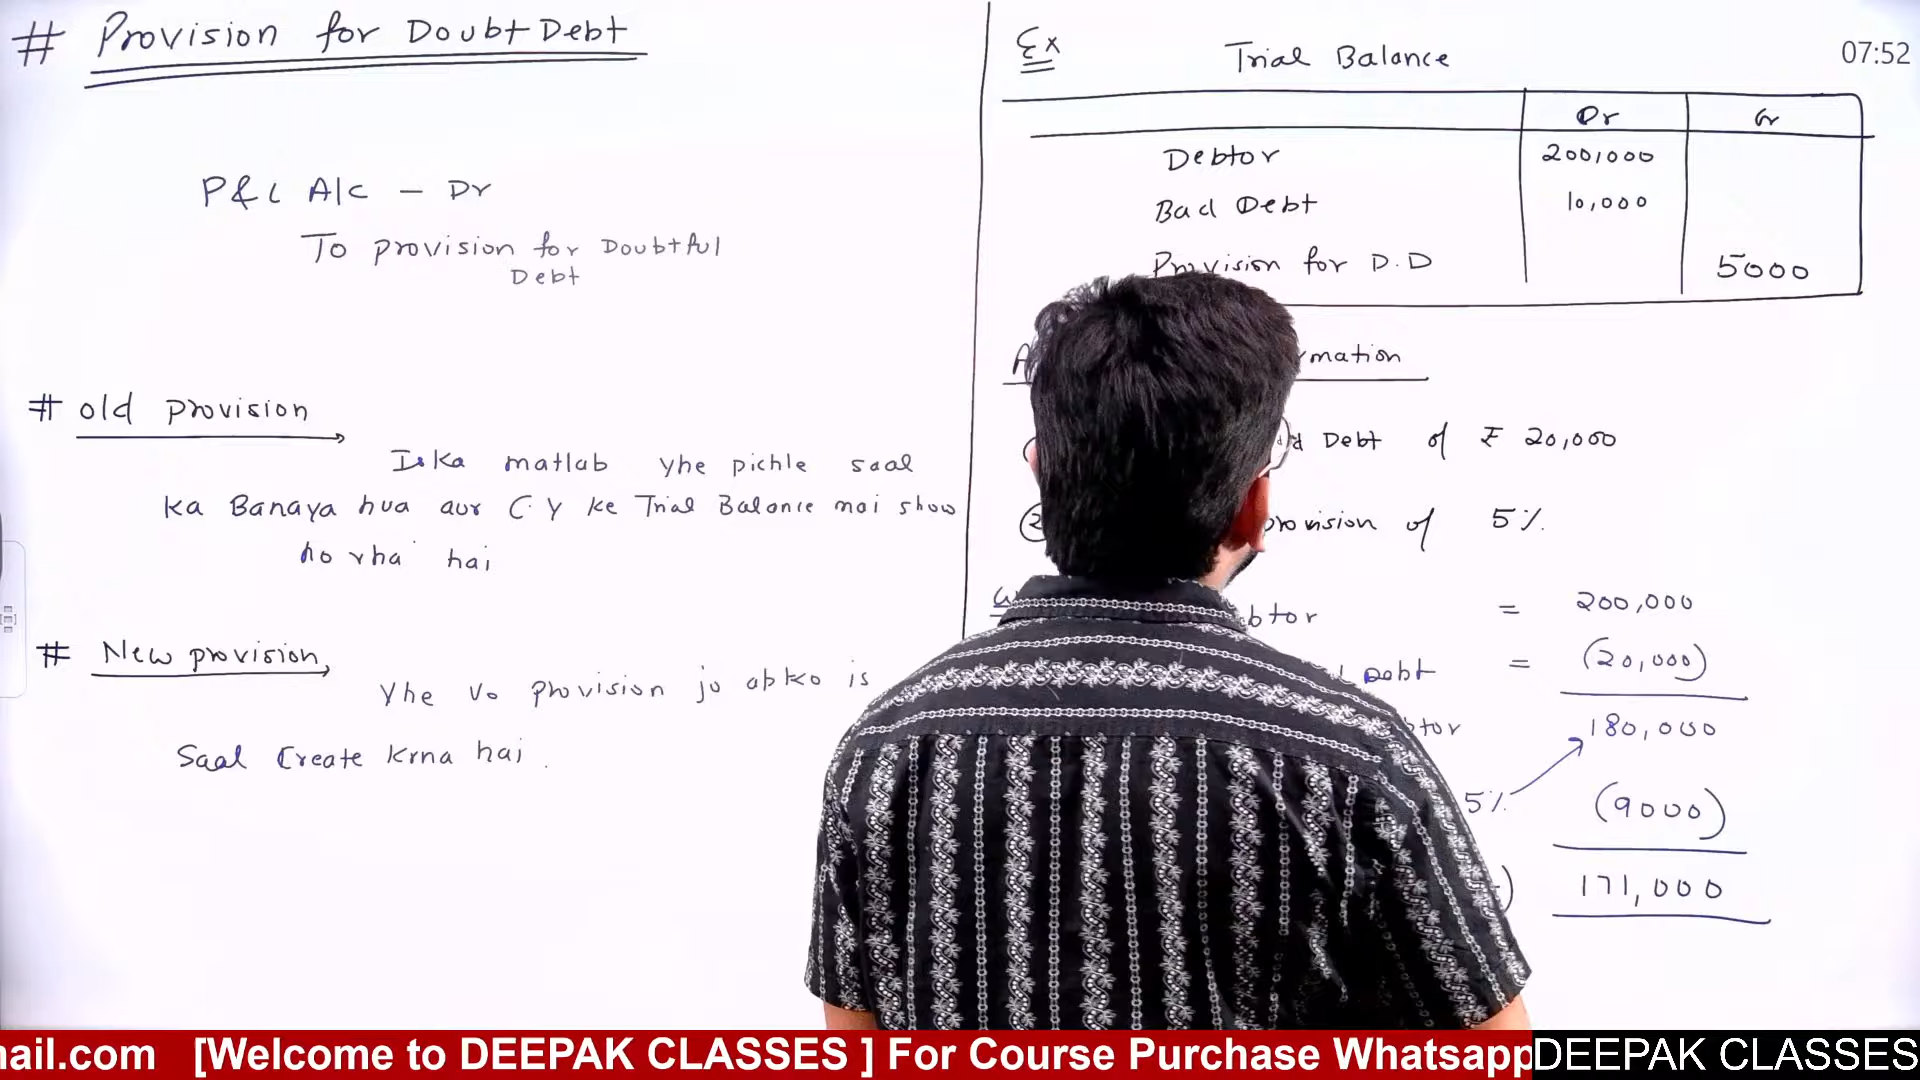 # Provision for Doubt Debt
P&L A/c - Dr
To provision for Doubtful
Debt
# old provision
Iska matlab yhe pichle saal
ka Banaya hua aur C.Y ke Trial Balance mai show
ho rha hai
# New provision
Yhe vo provision jo apko is
Saal Create krna hai.
Ex
Trial Balance
07:52
Dr Cr
Debtor 200,000
Bad Debt 10,000
Provision for D.D 5000
Debt of ₹ 20,000
provision of 5%.
= 200,000
Debt = (20,000)
180,000
5% (9000)
171,000
ail.com [Welcome to DEEPAK CLASSES ] For Course Purchase Whatsapp
DEEPAK CLASSES